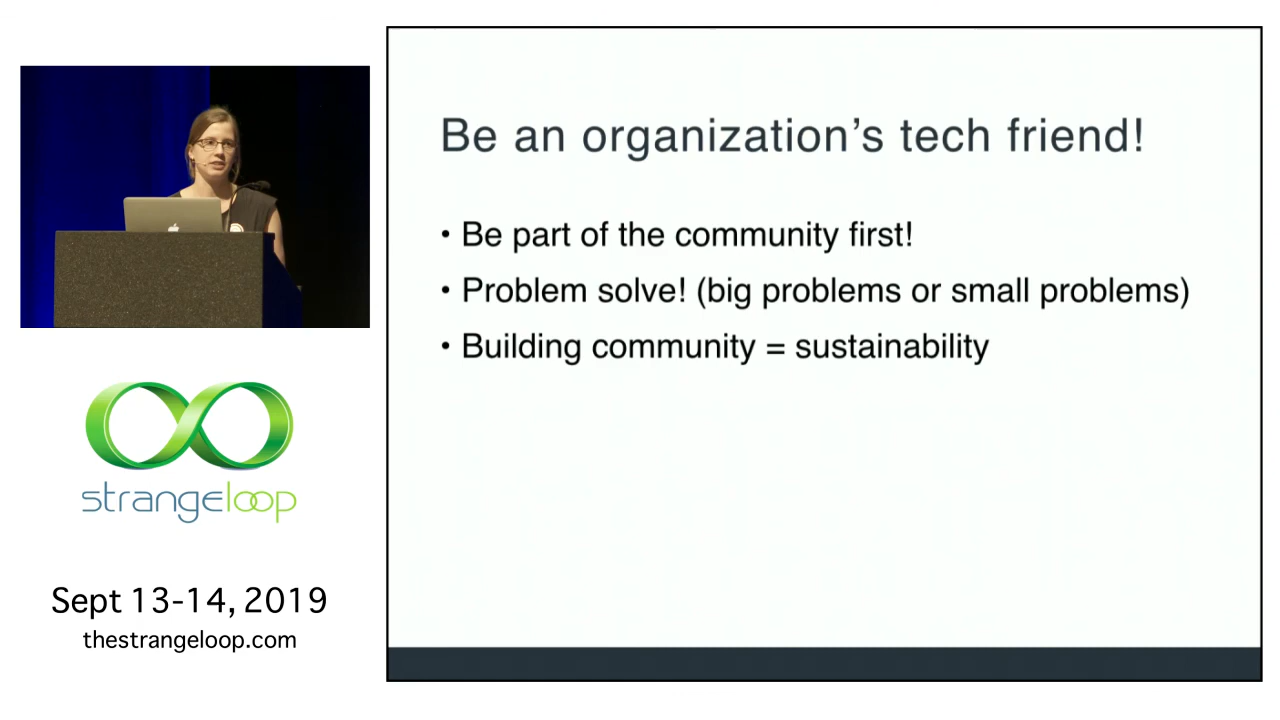 Be an organization’s tech friend!
• Be part of the community first!
• Problem solve! (big problems or small problems)
• Building community = sustainability
strangeloop
Sept 13-14, 2019
thestrangeloop.com